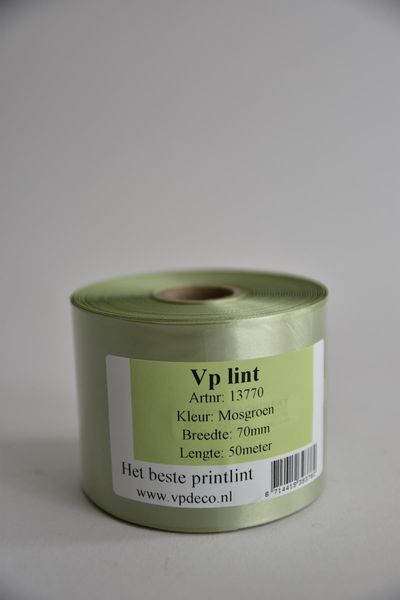 Vp lint
Artnr: 13770
Kleur: Mosgroen
Breedte: 70mm
Lengte: 50meter
Het beste printlint
www.vpdeco.nl